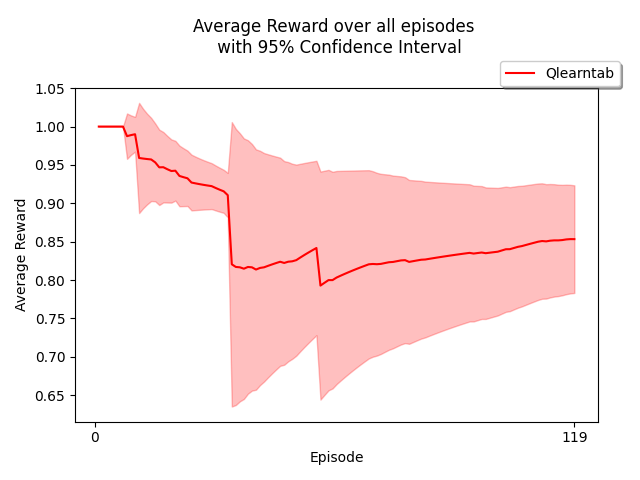 Average Reward over all episodes
with 95% Confidence Interval
Qlearntab
1.05
1.00
0.95
0.90
0.85
0.80
0.75
0.70
0.65
Average Reward
0
119
Episode